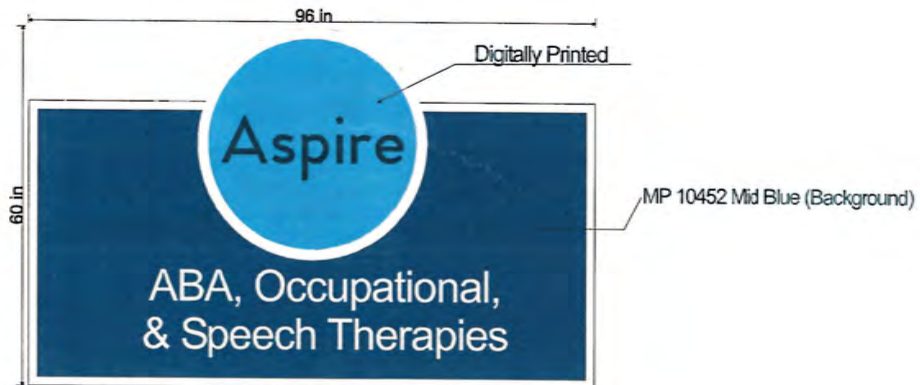 96 in
Digitally Printed
Aspire
60 in
MP 10452 Mid Blue (Background)
ABA, Occupational,
& Speech Therapies